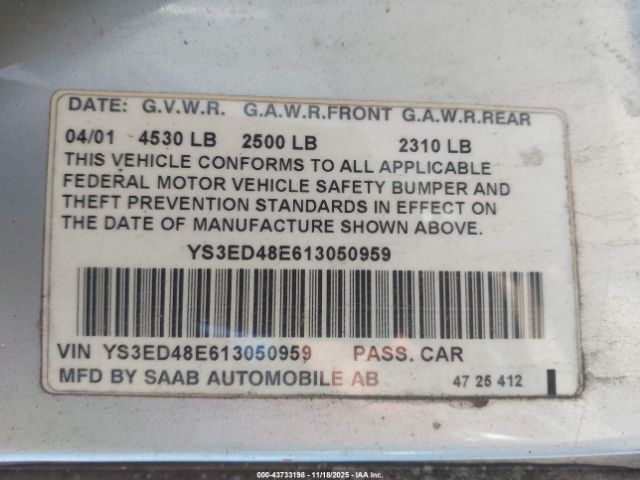 DATE: G.V.W.R. G.A.W.R.FRONT G.A.W.R.REAR
04/01 4530 LB 2500 LB 2310 LB
THIS VEHICLE CONFORMS TO ALL APPLICABLE
FEDERAL MOTOR VEHICLE SAFETY BUMPER AND
THEFT PREVENTION STANDARDS IN EFFECT ON
THE DATE OF MANUFACTURE SHOWN ABOVE.
YS3ED48E613050959
VIN YS3ED48E613050959 PASS. CAR
MFD BY SAAB AUTOMOBILE AB 47 25 412
000-43733198 - 11/18/2025 - IAA Inc.